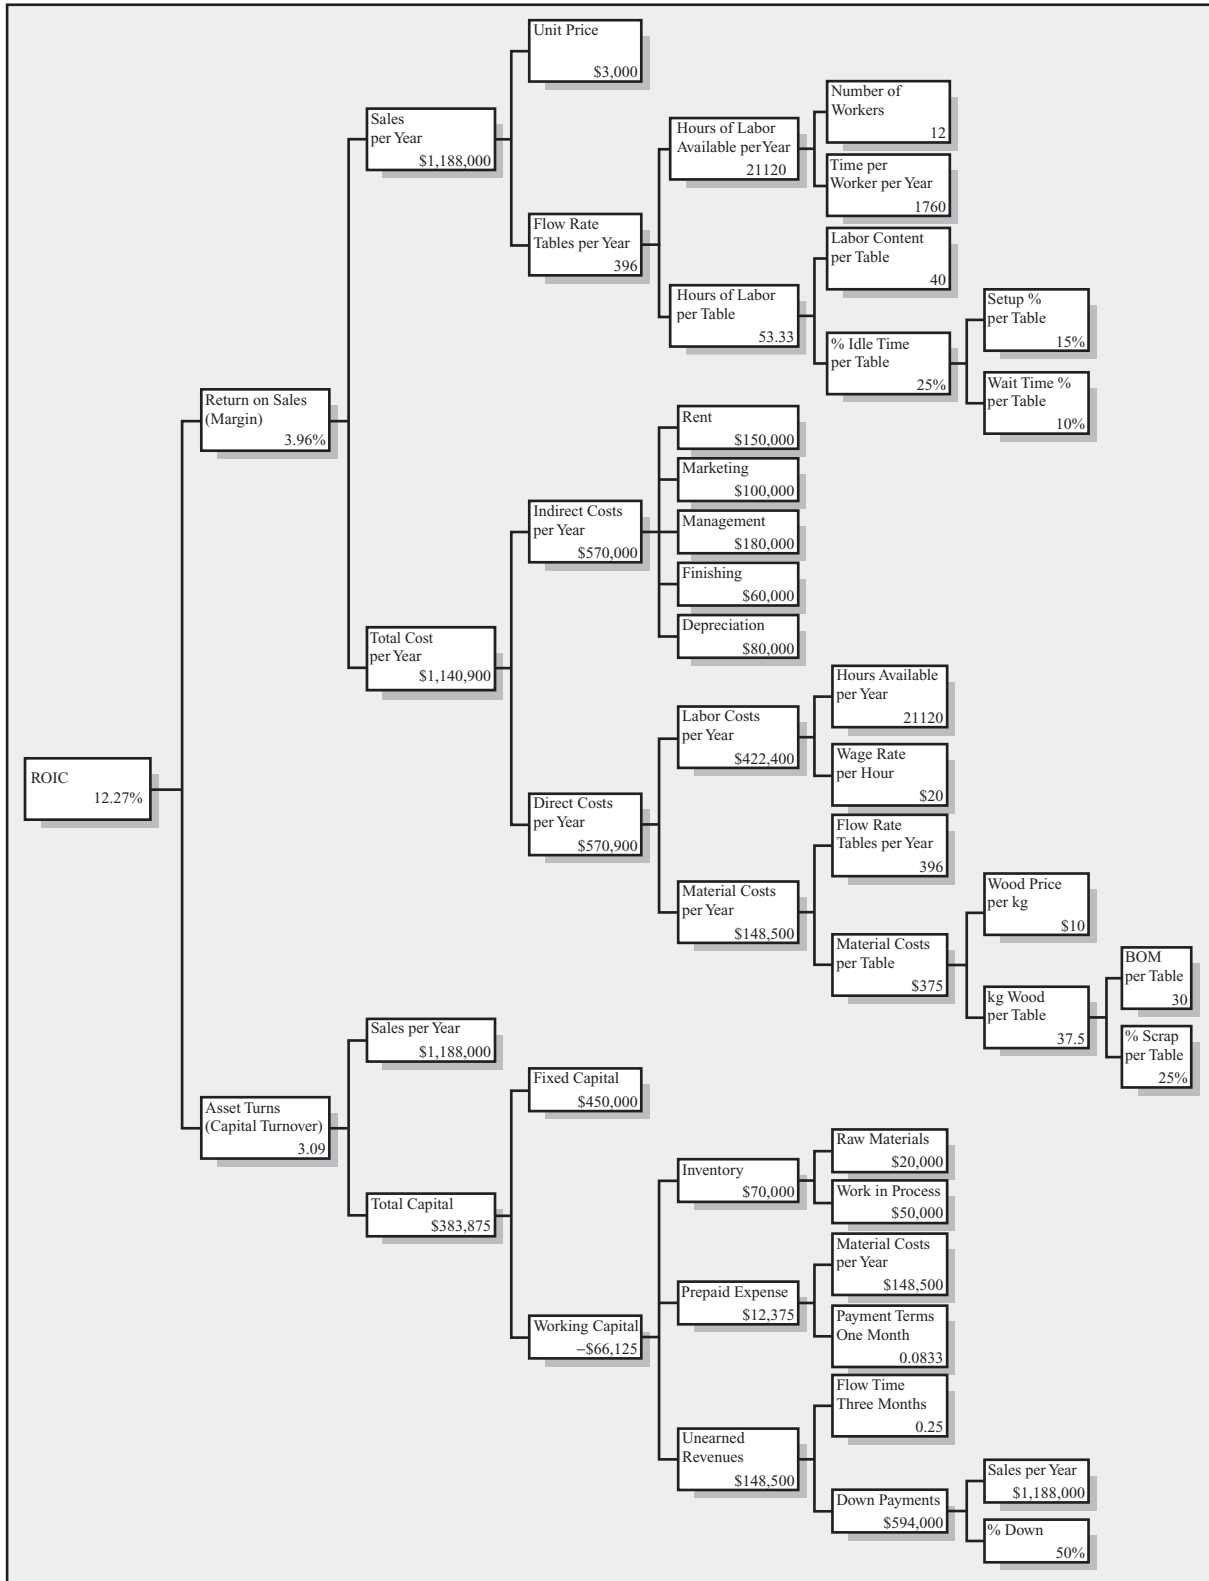 Unit Price
$3,000
Sales
per Year
$1,188,000
Number of
Workers
12
Hours of Labor
Available per Year
21120
Time per
Worker per Year
1760
Flow Rate
Tables per Year
396
Labor Content
per Table
40
Hours of Labor
per Table
53.33
Setup %
per Table
15%
% Idle Time
per Table
25%
Wait Time %
per Table
10%
Return on Sales
(Margin)
3.96%
Rent
$150,000
Marketing
$100,000
Indirect Costs
per Year
$570,000
Management
$180,000
Finishing
$60,000
Depreciation
$80,000
Total Cost
per Year
$1,140,900
Hours Available
per Year
21120
Labor Costs
per Year
$422,400
Wage Rate
per Hour
$20
ROIC
12.27%
Direct Costs
per Year
$570,900
Flow Rate
Tables per Year
396
Material Costs
per Year
$148,500
Wood Price
per kg
$10
Material Costs
per Table
$375
BOM
per Table
30
kg Wood
per Table
37.5
% Scrap
per Table
25%
Sales per Year
$1,188,000
Fixed Capital
$450,000
Asset Turns
(Capital Turnover)
3.09
Raw Materials
$20,000
Inventory
$70,000
Work in Process
$50,000
Total Capital
$383,875
Material Costs
per Year
$148,500
Prepaid Expense
$12,375
Payment Terms
One Month
0.0833
Working Capital
–$66,125
Flow Time
Three Months
0.25
Unearned
Revenues
$148,500
Sales per Year
$1,188,000
Down Payments
$594,000
% Down
50%